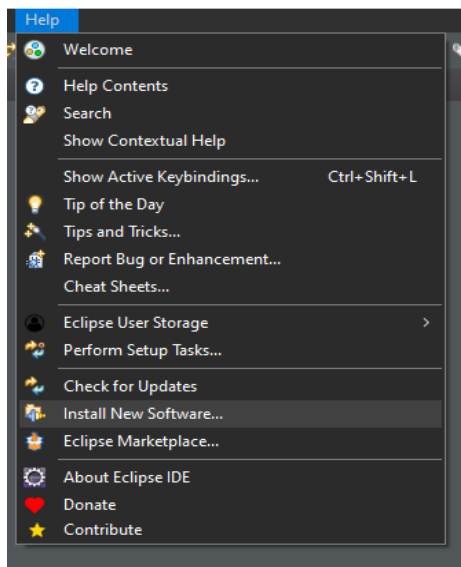 Help
Welcome
Help Contents
Search
Show Contextual Help
Show Active Keybindings... Ctrl+Shift+L
Tip of the Day
Tips and Tricks...
Report Bug or Enhancement...
Cheat Sheets...
Eclipse User Storage
Perform Setup Tasks...
Check for Updates
Install New Software...
Eclipse Marketplace...
About Eclipse IDE
Donate
Contribute